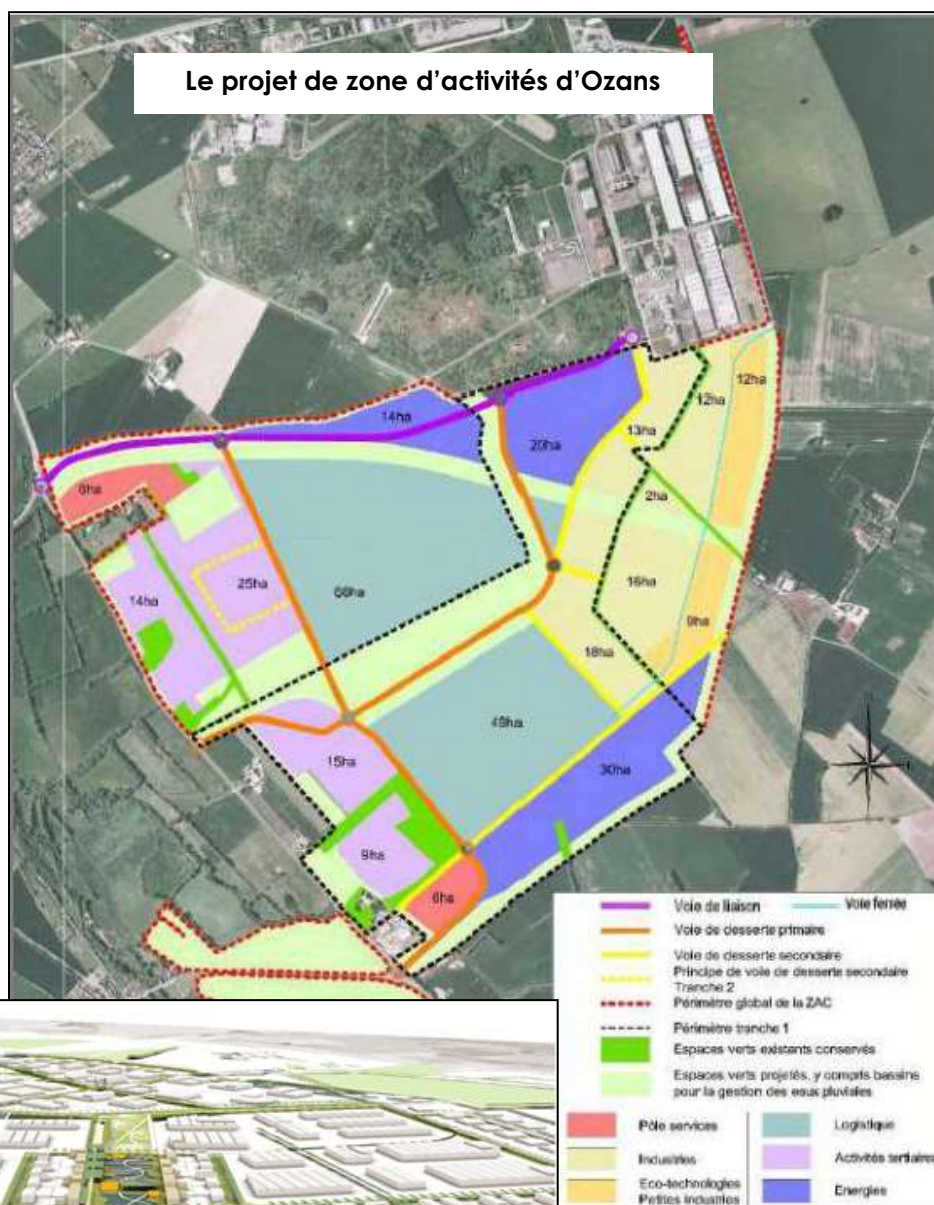 Le projet de zone d'activités d'Ozans
12ha
12ha
14ha
20ha
13ha
6ha
2ha
25ha
16ha
14ha
9ha
18ha
15ha
30ha
9ha
6ha
Voie de liaison
Voie ferrée
Voie de desserte primaire
Voie de desserte secondaire
Principe de voie de desserte secondaire
Tranche 2
Périmètre global de la ZAC
Périmètre tranche 1
Espaces verts existants conservés
Espaces verts projetés, y compris bassins
pour la gestion des eaux pluviales
Pôle services
Logistique
Industries
Activités tertiaires
Eco-technologies
Petites Industries
Energies